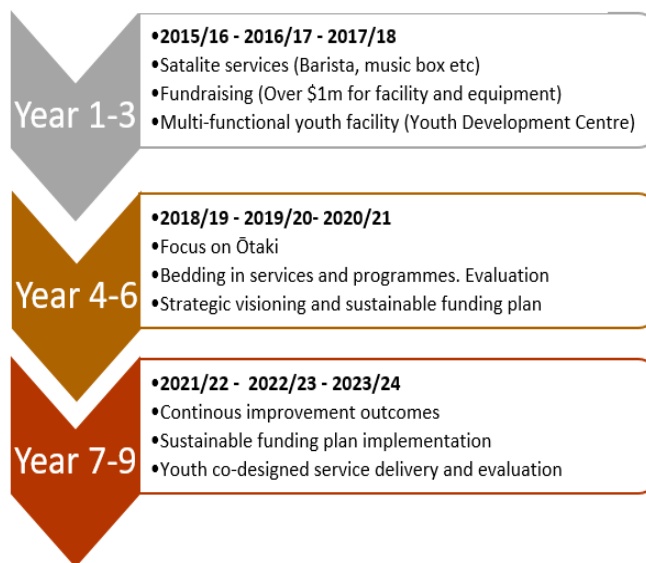 Year 1-3
•2015/16 - 2016/17 - 2017/18
•Satalite services (Barista, music box etc)
•Fundraising (Over $1m for facility and equipment)
•Multi-functional youth facility (Youth Development Centre)
Year 4-6
•2018/19 - 2019/20- 2020/21
•Focus on Ōtaki
•Bedding in services and programmes. Evaluation
•Strategic visioning and sustainable funding plan
Year 7-9
•2021/22 -  2022/23 - 2023/24
•Continous improvement outcomes
•Sustainable funding plan implementation
•Youth co-designed service delivery and evaluation